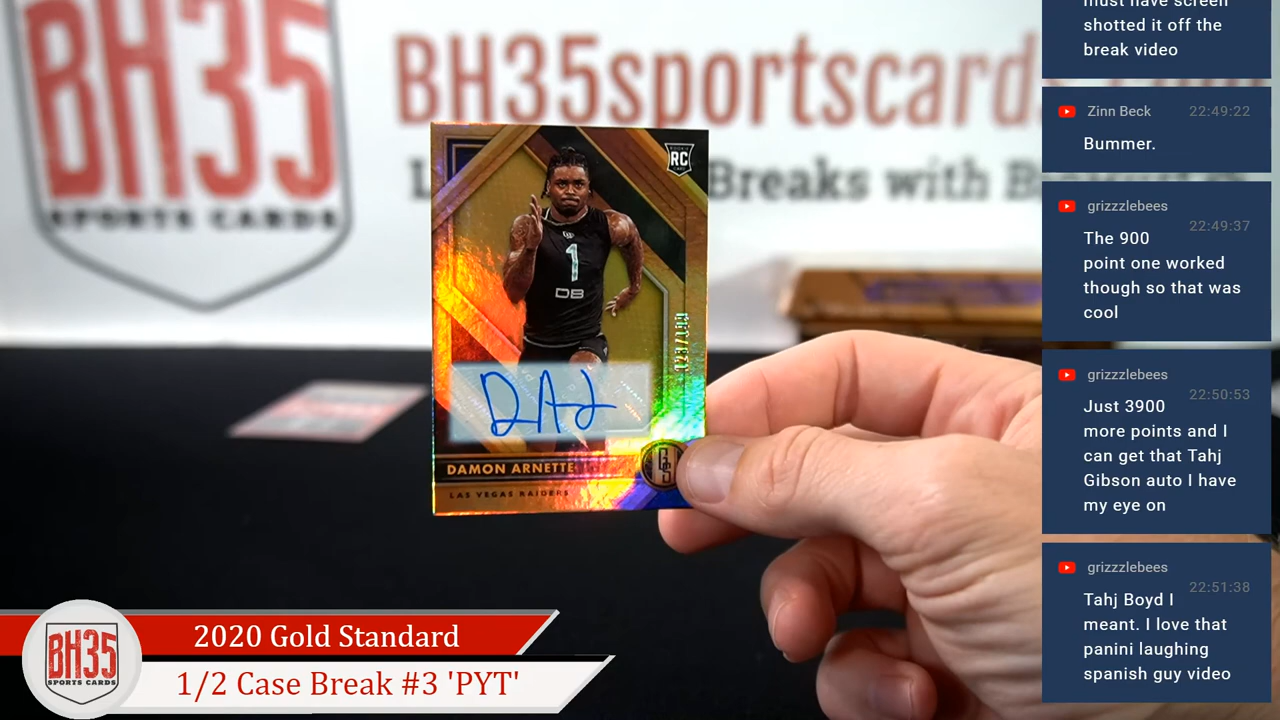 BH35
SPORTS CARDS
BH35sportscards
Breaks with
RC
1
DB
DAMON ARNETTE
LAS VEGAS RAIDERS
GS
must have screen
shotted it off the
break video
Zinn Beck 22:49:22
Bummer.
grizzzlebees 22:49:37
The 900
point one worked
though so that was
cool
grizzzlebees 22:50:53
Just 3900
more points and I
can get that Tahj
Gibson auto I have
my eye on
grizzzlebees 22:51:38
Tahj Boyd I
meant. I love that
panini laughing
spanish guy video
BH35
SPORTS CARDS
2020 Gold Standard
1/2 Case Break #3 'PYT'